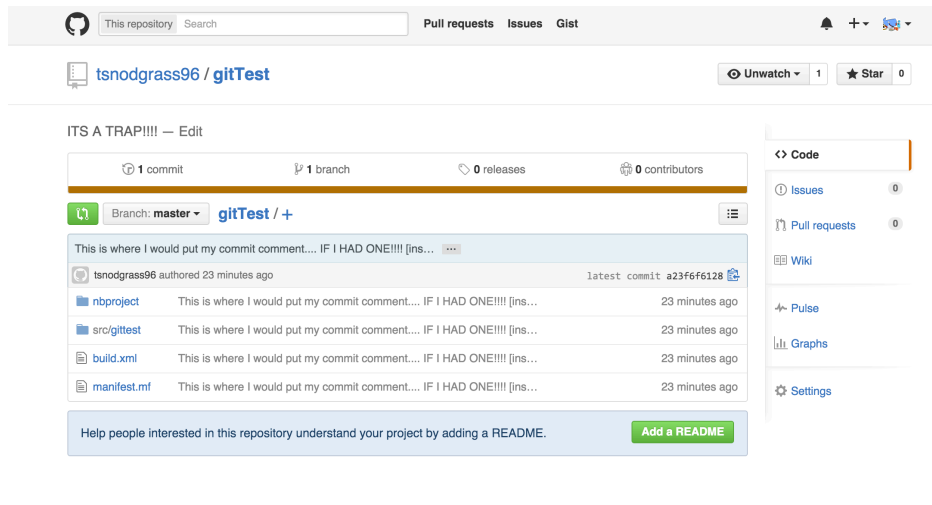 This repository Search Pull requests Issues Gist
tsnodgrass96 / gitTest Unwatch 1 Star 0
ITS A TRAP!!!! — Edit
1 commit 1 branch 0 releases 0 contributors
Branch: master gitTest / +
This is where I would put my commit comment.... IF I HAD ONE!!!! [ins… …
tsnodgrass96 authored 23 minutes ago latest commit a23f6f6128
nbproject This is where I would put my commit comment.... IF I HAD ONE!!!! [ins… 23 minutes ago
src/gittest This is where I would put my commit comment.... IF I HAD ONE!!!! [ins… 23 minutes ago
build.xml This is where I would put my commit comment.... IF I HAD ONE!!!! [ins… 23 minutes ago
manifest.mf This is where I would put my commit comment.... IF I HAD ONE!!!! [ins… 23 minutes ago
Help people interested in this repository understand your project by adding a README. Add a README
Code
Issues 0
Pull requests 0
Wiki
Pulse
Graphs
Settings